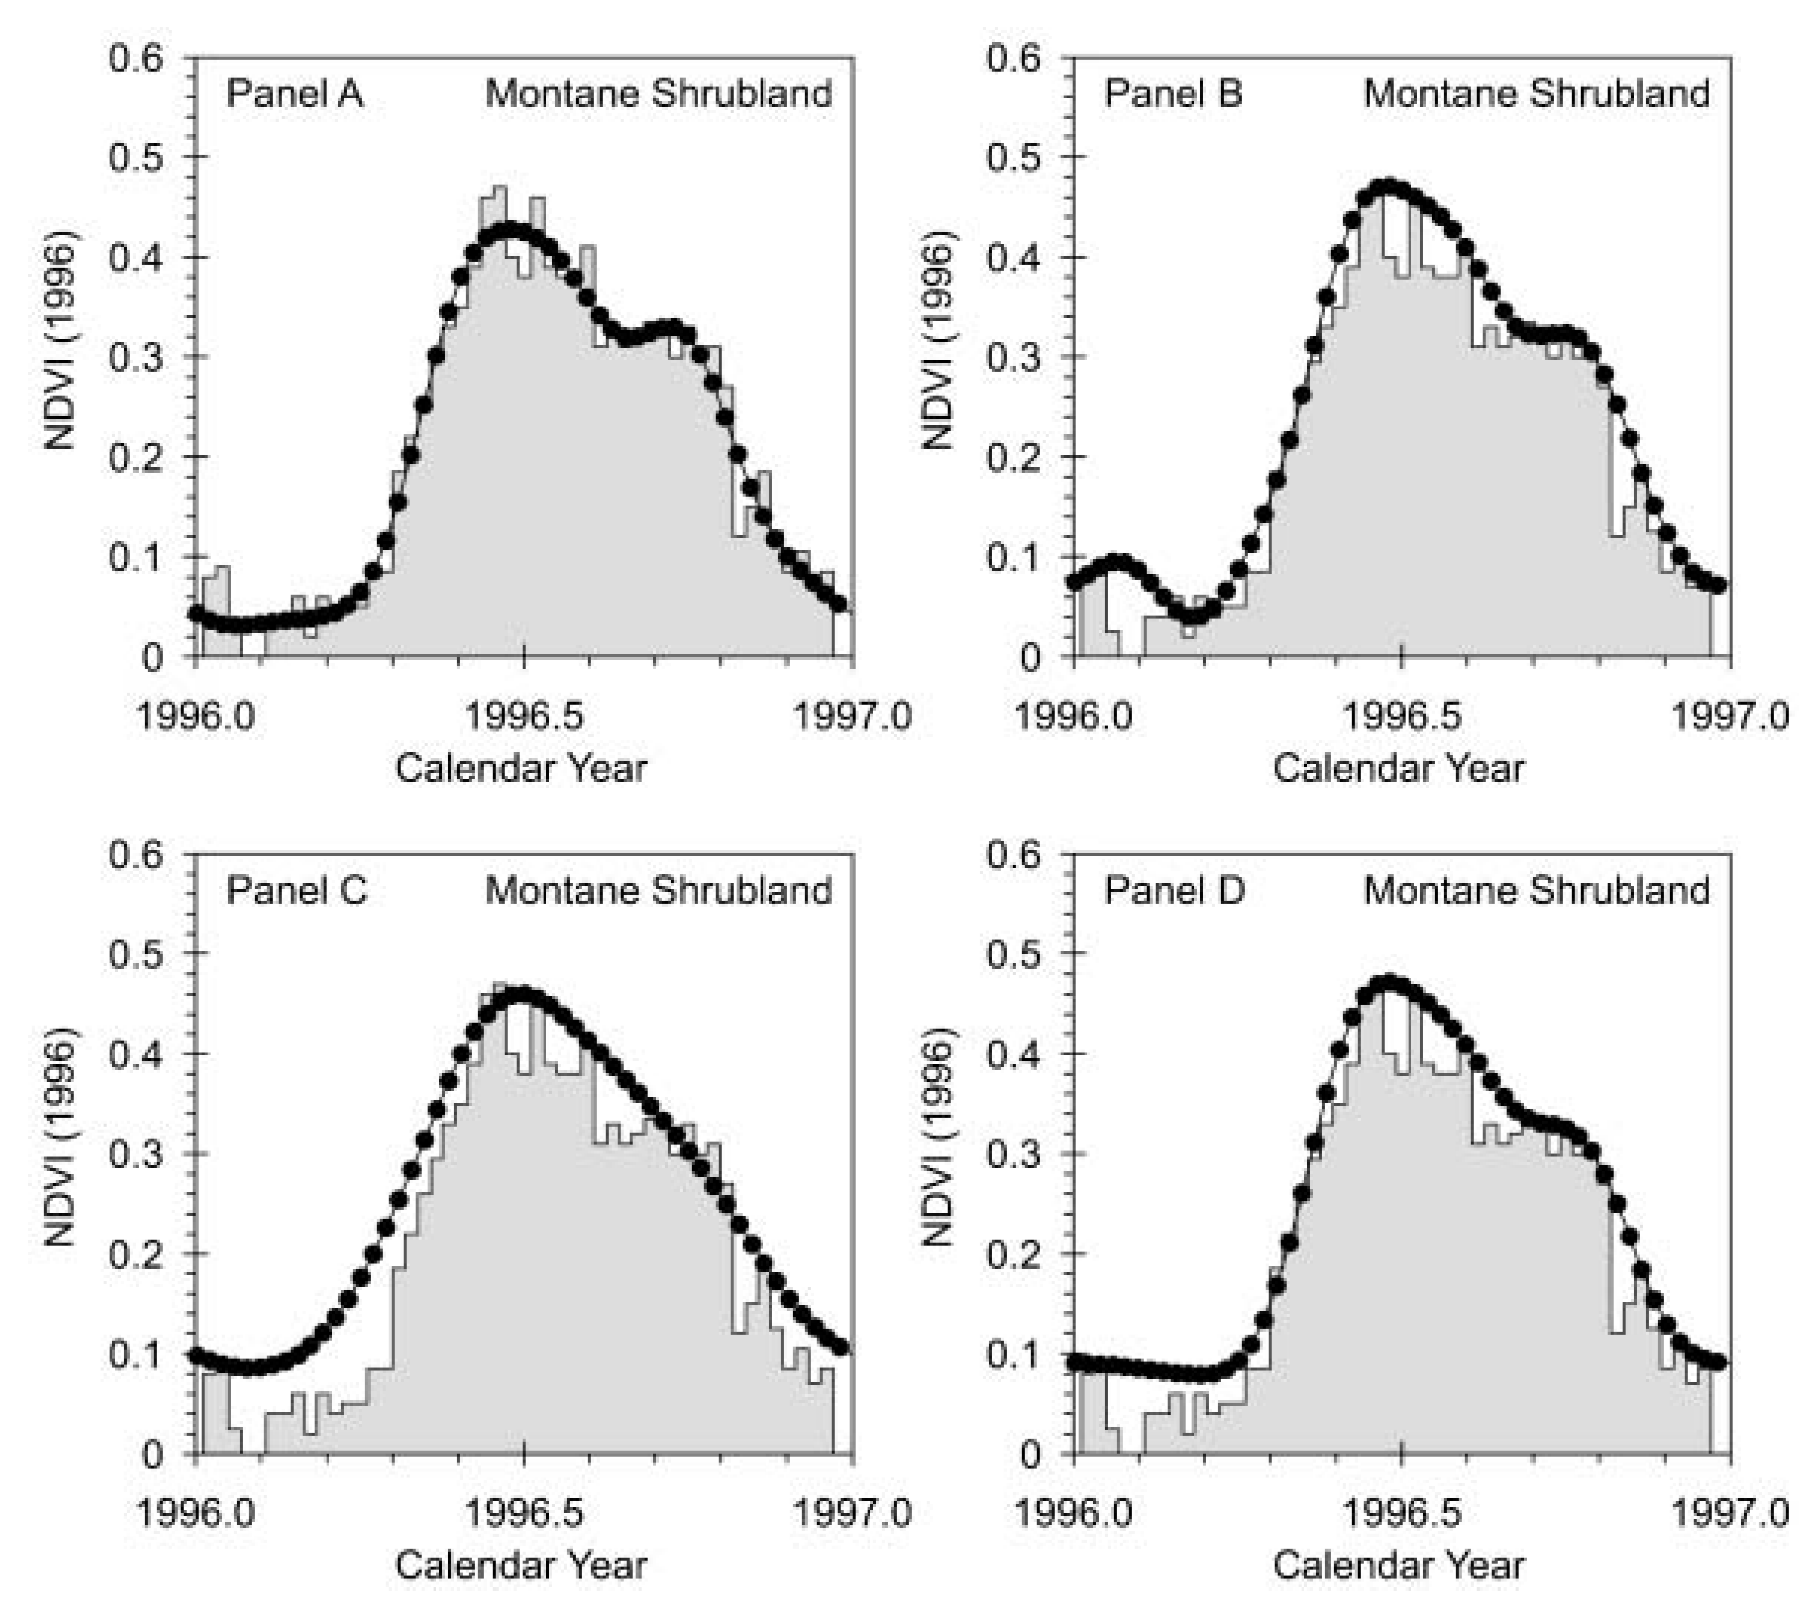 0.6
Panel A Montane Shrubland
0.5
0.4
0.3
0.2
0.1
0
NDVI (1996)
1996.0 1996.5 1997.0
Calendar Year
0.6
Panel B Montane Shrubland
0.5
0.4
0.3
0.2
0.1
0
NDVI (1996)
1996.0 1996.5 1997.0
Calendar Year
0.6
Panel C Montane Shrubland
0.5
0.4
0.3
0.2
0.1
0
NDVI (1996)
1996.0 1996.5 1997.0
Calendar Year
0.6
Panel D Montane Shrubland
0.5
0.4
0.3
0.2
0.1
0
NDVI (1996)
1996.0 1996.5 1997.0
Calendar Year